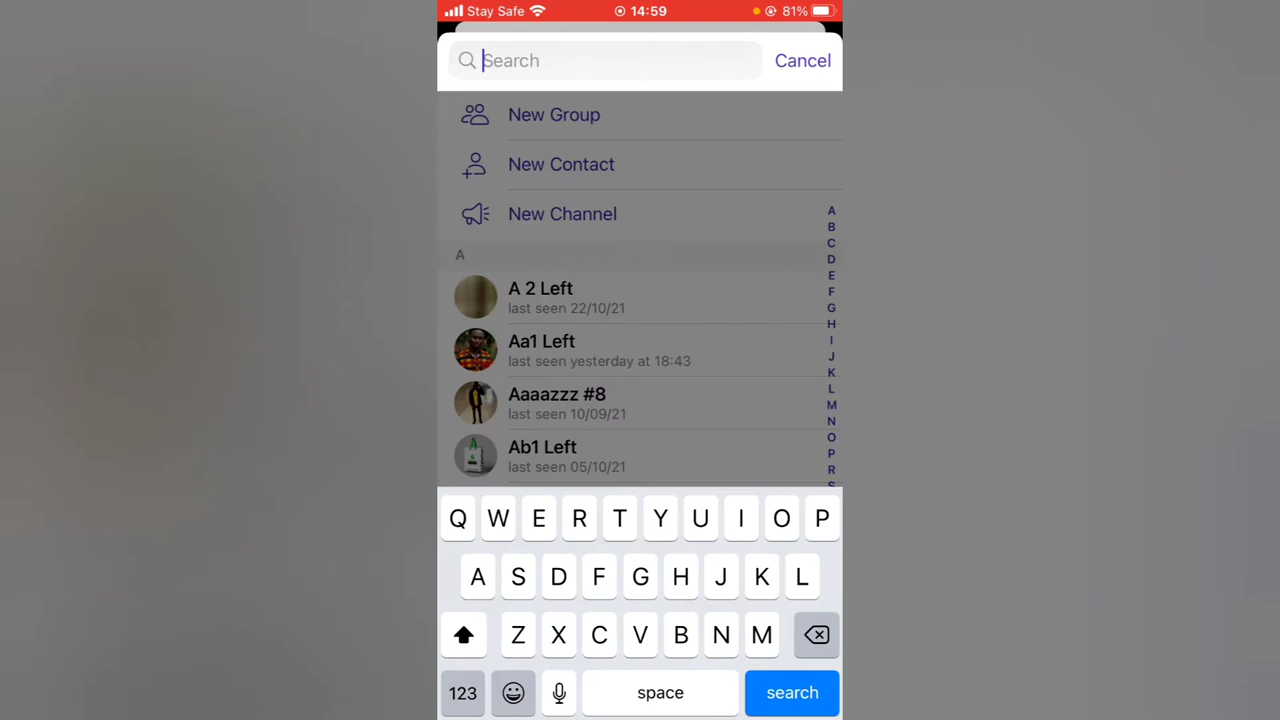 Stay Safe 14:59 81%
Search Cancel
New Group
New Contact
New Channel
A
A 2 Left
last seen 22/10/21
Aa1 Left
last seen yesterday at 18:43
Aaaazzz #8
last seen 10/09/21
Ab1 Left
last seen 05/10/21
A
B
C
D
E
F
G
H
I
J
K
L
M
N
O
P
R
S
Q W E R T Y U I O P
A S D F G H J K L
Z X C V B N M
123 space search